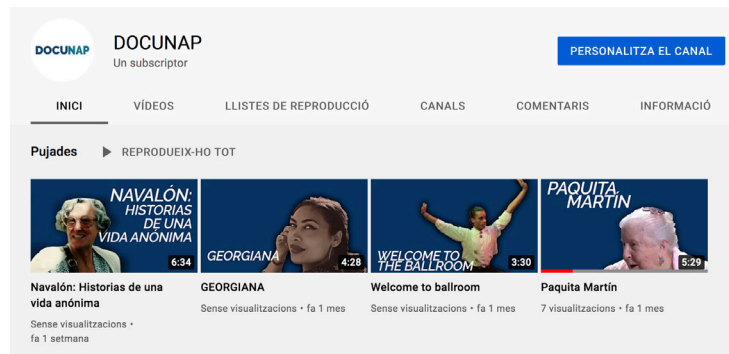 DOCUNAP
DOCUNAP
Un subscriptor
PERSONALITZA EL CANAL
INICI
VÍDEOS
LLISTES DE REPRODUCCIÓ
CANALS
COMENTARIS
INFORMACIÓ
Pujades
REPRODUEIX-HO TOT
NAVALÓN:
HISTORIAS
DE UNA
VIDA ANÓNIMA
6:34
GEORGIANA
4:28
WELCOME TO
THE BALLROOM
3:30
PAQUITA
MARTÍN
5:29
Navalón: Historias de una
vida anónima
Sense visualitzacions •
fa 1 setmana
GEORGIANA
Sense visualitzacions • fa 1 mes
Welcome to ballroom
Sense visualitzacions • fa 1 mes
Paquita Martín
7 visualitzacions • fa 1 mes